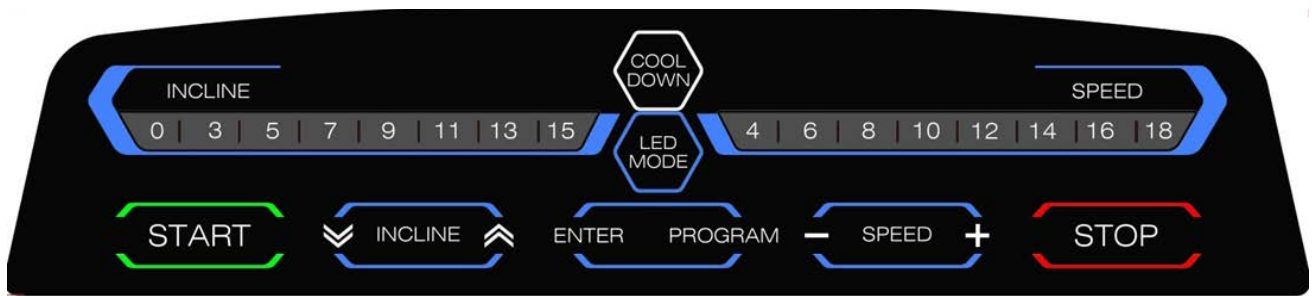 COOL
DOWN
INCLINE
SPEED
0 | 3 | 5 | 7 | 9 | 11 | 13 | 15
LED
MODE
4 | 6 | 8 | 10 | 12 | 14 | 16 | 18
START
INCLINE
ENTER PROGRAM
− SPEED +
STOP